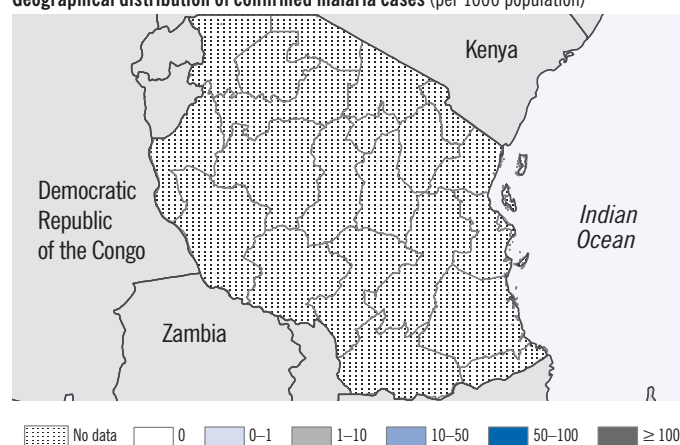 Geographical distribution of confirmed malaria cases (per 1000 population)
Kenya
Democratic
Republic
of the Congo
Indian
Ocean
Zambia
No data
0
0–1
1–10
10–50
50–100
≥ 100